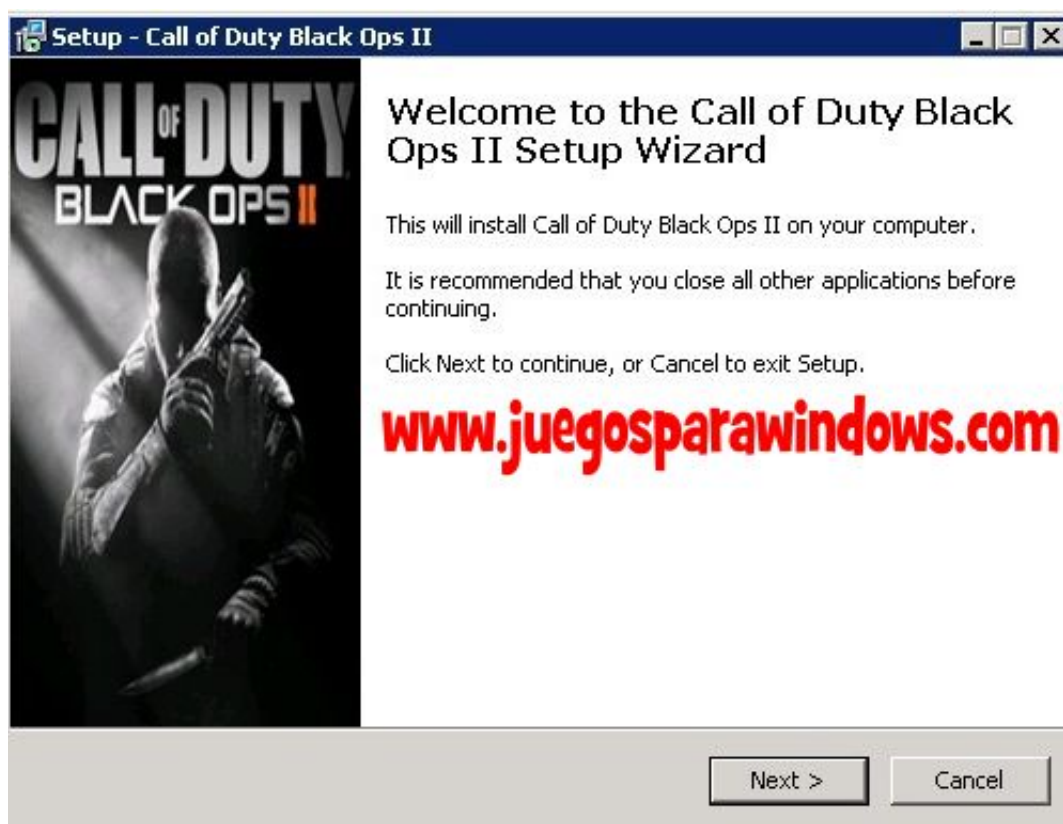 Setup - Call of Duty Black Ops II
CALL OF DUTY
BLACK OPS II
Welcome to the Call of Duty Black
Ops II Setup Wizard
This will install Call of Duty Black Ops II on your computer.
It is recommended that you close all other applications before
continuing.
Click Next to continue, or Cancel to exit Setup.
www.juegosparawindows.com
Next >
Cancel